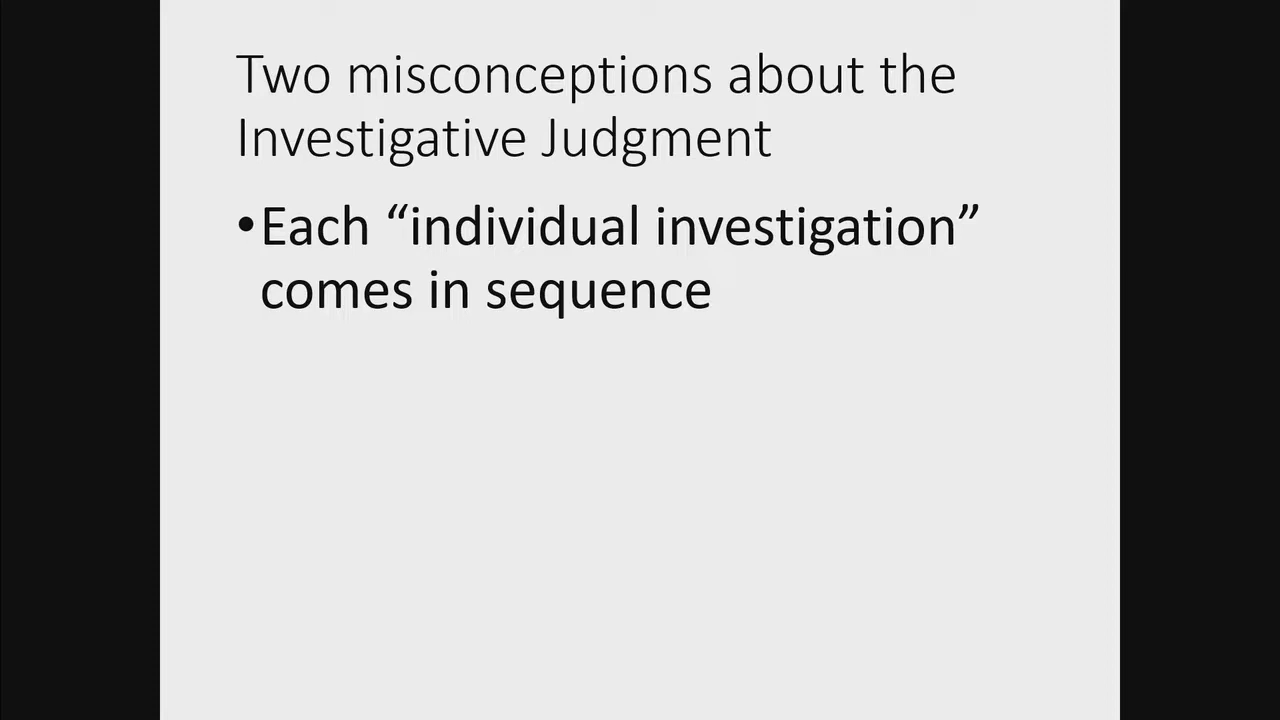 Two misconceptions about the
Investigative Judgment
•Each “individual investigation”
comes in sequence